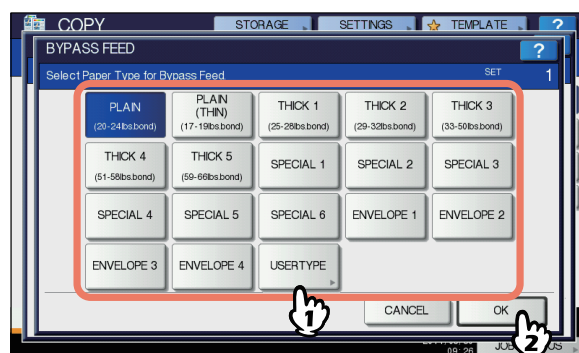 COPY STORAGE SETTINGS TEMPLATE ?
BYPASS FEED ?
Select Paper Type for Bypass Feed. SET 1
PLAIN PLAIN THICK 1 THICK 2 THICK 3
(20-24lbs.bond) (THIN) (25-28lbs.bond) (29-32lbs.bond) (33-50lbs.bond)
(17-19lbs.bond)
THICK 4 THICK 5 SPECIAL 1 SPECIAL 2 SPECIAL 3
(51-58lbs.bond) (59-66lbs.bond)
SPECIAL 4 SPECIAL 5 SPECIAL 6 ENVELOPE 1 ENVELOPE 2
ENVELOPE 3 ENVELOPE 4 USERTYPE
1
CANCEL OK
2
09:26